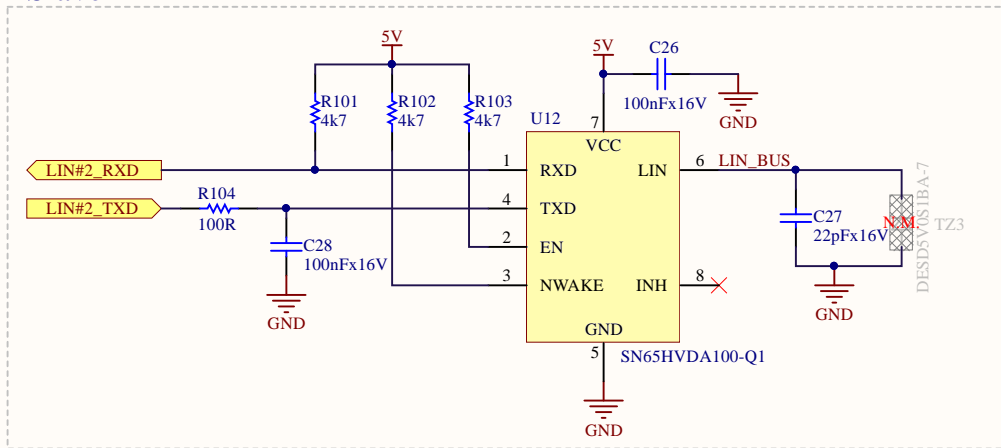 5V
5V
C26
100nFx16V
GND
R101
4k7
R102
4k7
R103
4k7
U12
7
VCC
LIN#2_RXD
1
RXD
LIN
6
LIN_BUS
LIN#2_TXD
R104
100R
4
TXD
C28
100nFx16V
GND
2
EN
3
NWAKE
INH
8
C27
22pFx16V
N.M.
TZ3
DESD5V0S1BA-7
GND
GND
5
SN65HVDA100-Q1
GND